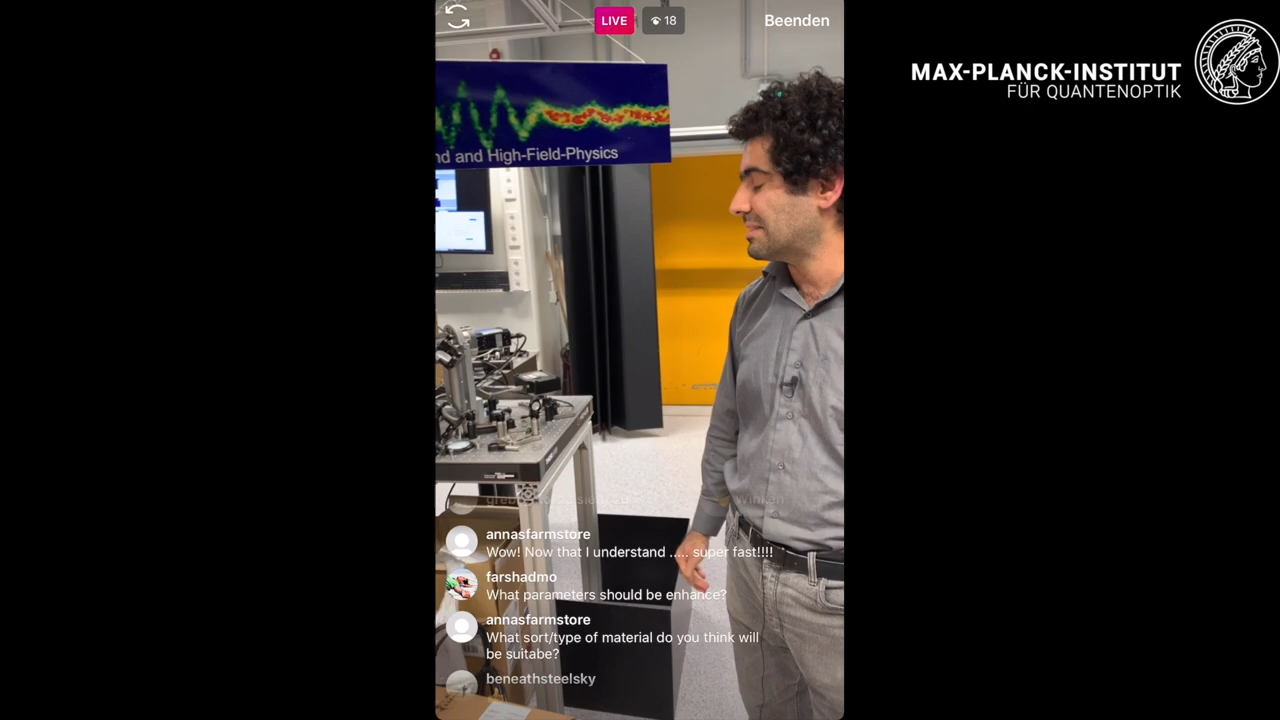 LIVE
18
Beenden
MAX-PLANCK-INSTITUT
FÜR QUANTENOPTIK
nd and High-Field-Physics
annasfarmstore
Wow! Now that I understand ..... super fast!!!!
farshadmo
What parameters should be enhance?
annasfarmstore
What sort/type of material do you think will
be suitabe?
beneathsteelsky